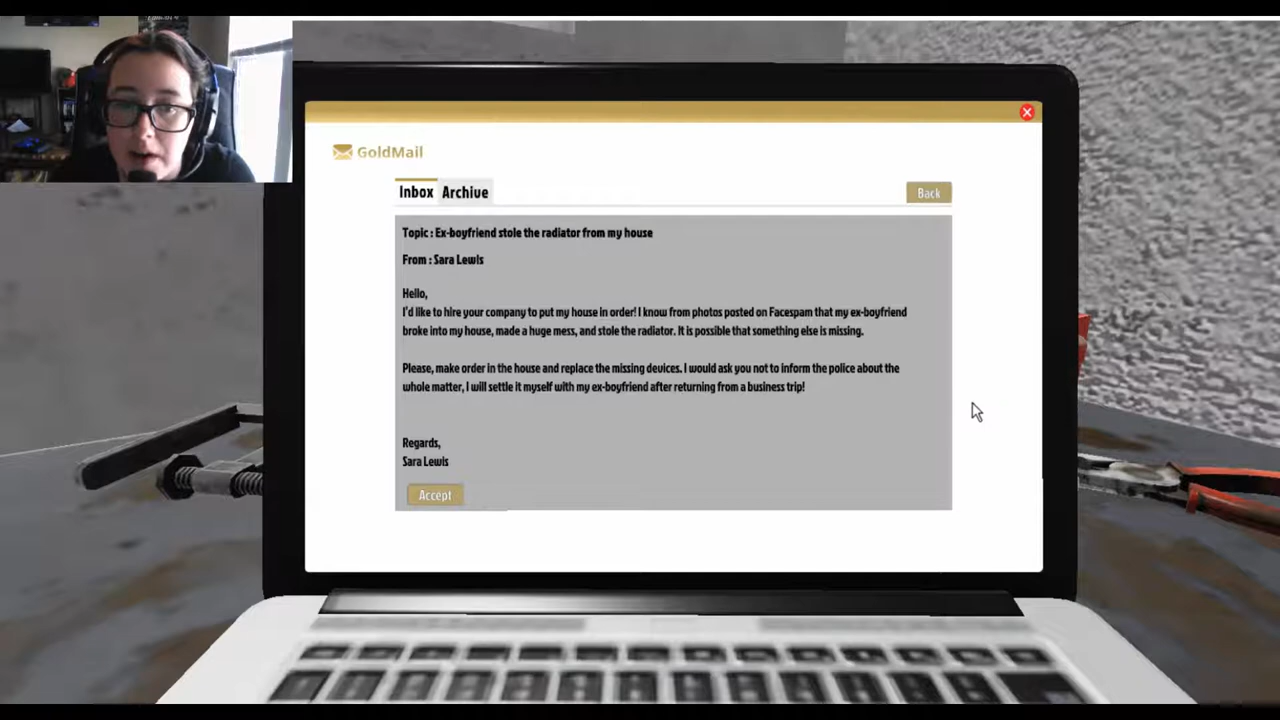 GoldMail
Inbox Archive Back
Topic : Ex-boyfriend stole the radiator from my house
From : Sara Lewis
Hello,
I'd like to hire your company to put my house in order! I know from photos posted on Facespam that my ex-boyfriend
broke into my house, made a huge mess, and stole the radiator. It is possible that something else is missing.
Please, make order in the house and replace the missing devices. I would ask you not to inform the police about the
whole matter, I will settle it myself with my ex-boyfriend after returning from a business trip!
Regards,
Sara Lewis
Accept